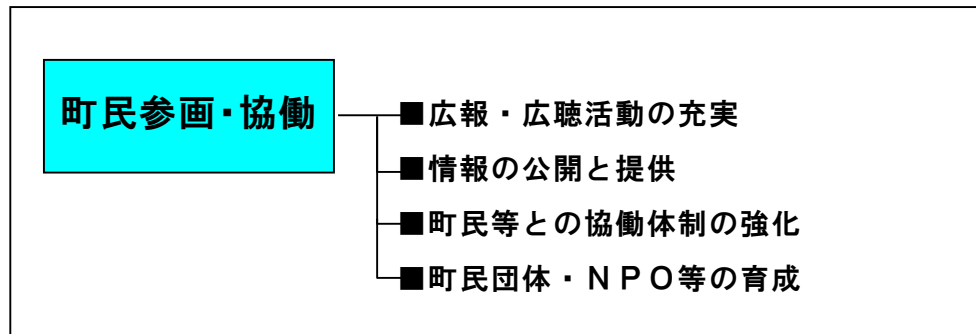 町民参画・協働
■広報・広聴活動の充実
■情報の公開と提供
■町民等との協働体制の強化
■町民団体・ＮＰＯ等の育成